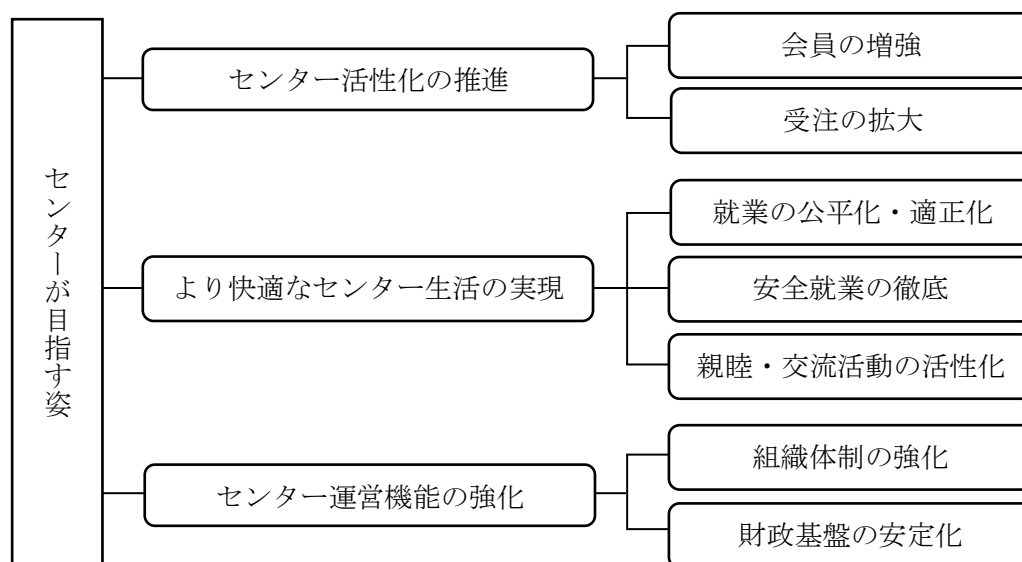 センターが目指す姿
センター活性化の推進
会員の増強
受注の拡大
より快適なセンター生活の実現
就業の公平化・適正化
安全就業の徹底
親睦・交流活動の活性化
センター運営機能の強化
組織体制の強化
財政基盤の安定化